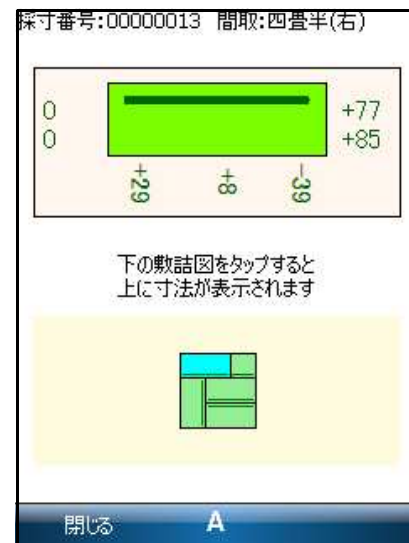 採寸番号:00000013 間取:四畳半(右)
0 +77
0 +85
+29 +8 -39
下の敷詰図をタップすると
上に寸法が表示されます
閉じる A